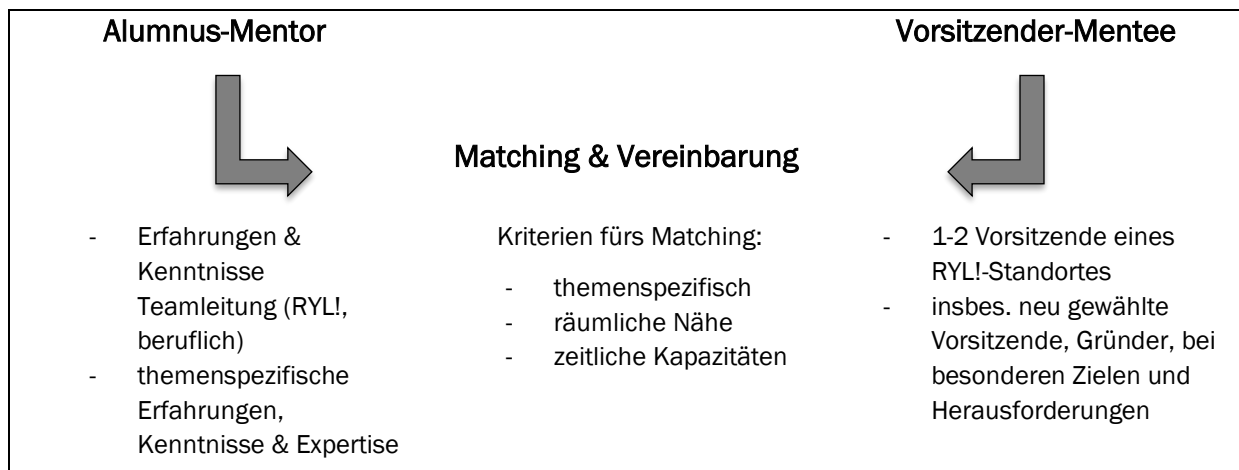 Alumnus-Mentor
Vorsitzender-Mentee
Matching & Vereinbarung
- Erfahrungen &
Kenntnisse
Teamleitung (RYL!,
beruflich)
- themenspezifische
Erfahrungen,
Kenntnisse & Expertise
Kriterien fürs Matching:
- themenspezifisch
- räumliche Nähe
- zeitliche Kapazitäten
- 1-2 Vorsitzende eines
RYL!-Standortes
- insbes. neu gewählte
Vorsitzende, Gründer, bei
besonderen Zielen und
Herausforderungen